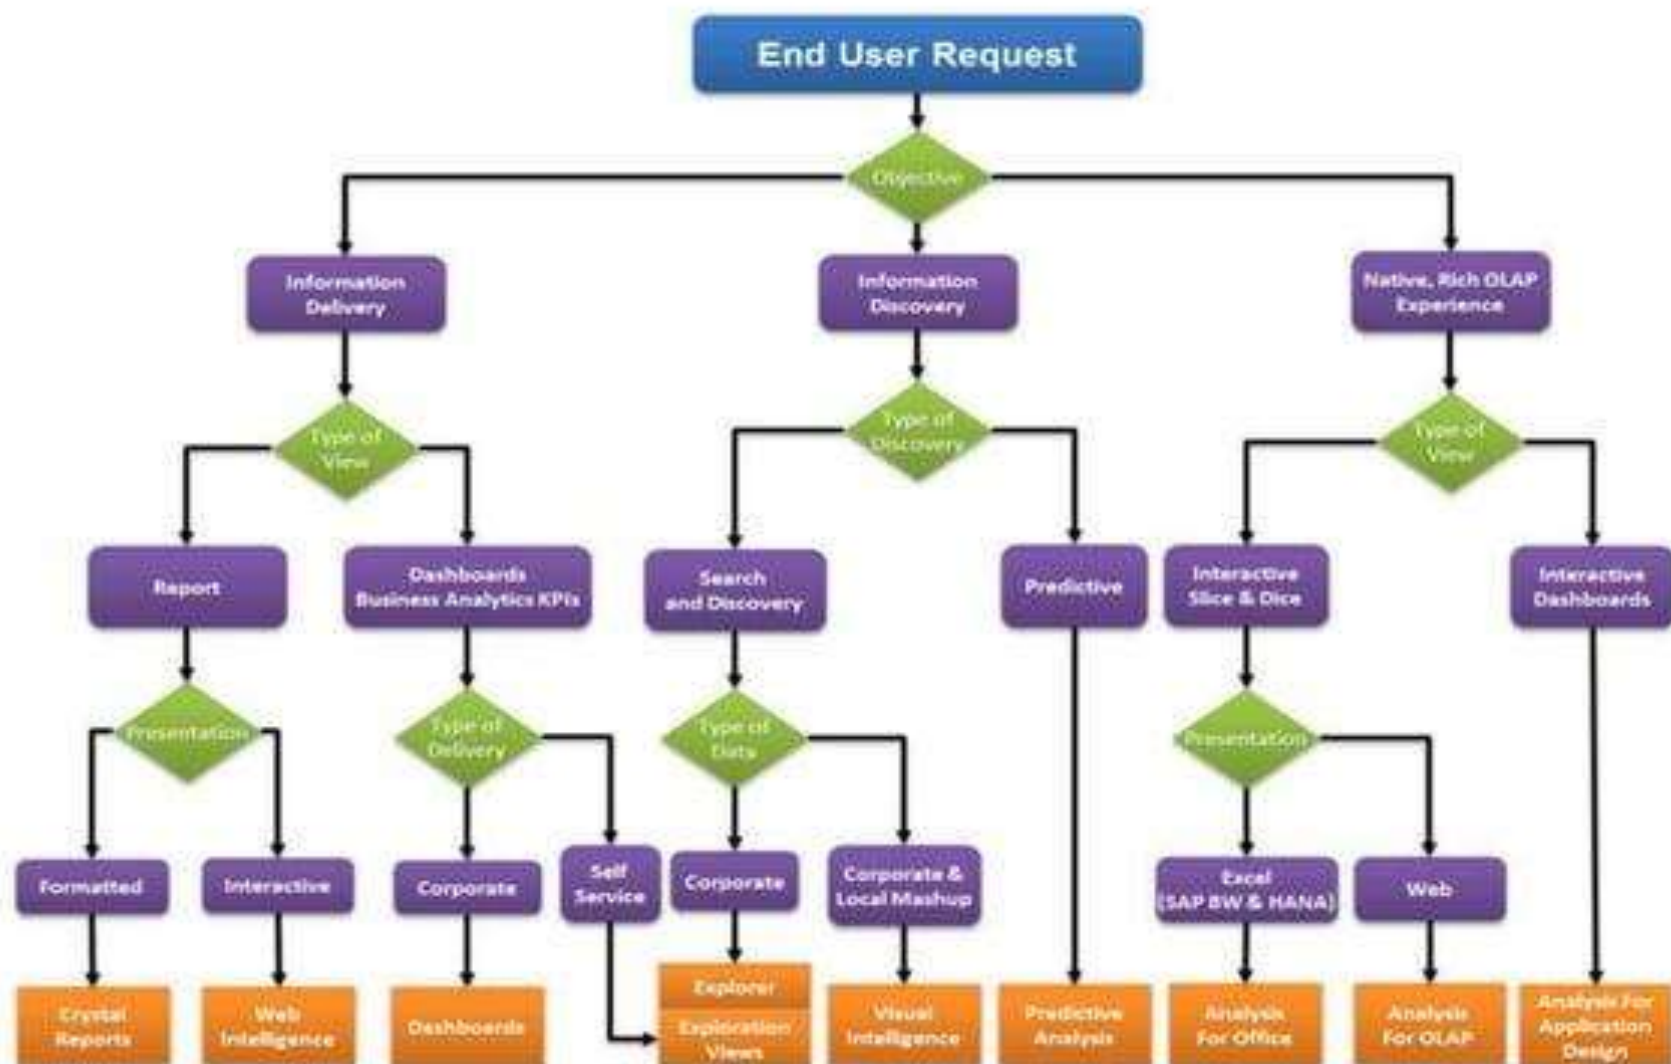 End User Request
Objective
Information
Delivery
Information
Discovery
Native, Rich OLAP
Experience
Type of
View
Type of
Discovery
Type of
View
Report
Dashboards
Business Analytics KPIs
Search
and Discovery
Predictive
Interactive
Slice & Dice
Interactive
Dashboards
Presentation
Type of
Delivery
Type of
Data
Presentation
Formatted
Interactive
Corporate
Self
Service
Corporate
Corporate &
Local Mashup
Excel
(SAP BW & HANA)
Web
Crystal
Reports
Web
Intelligence
Dashboards
Explorer
Exploration
Views
Visual
Intelligence
Predictive
Analysis
Analysis
For Office
Analysis
For OLAP
Analysis For
Application
Design